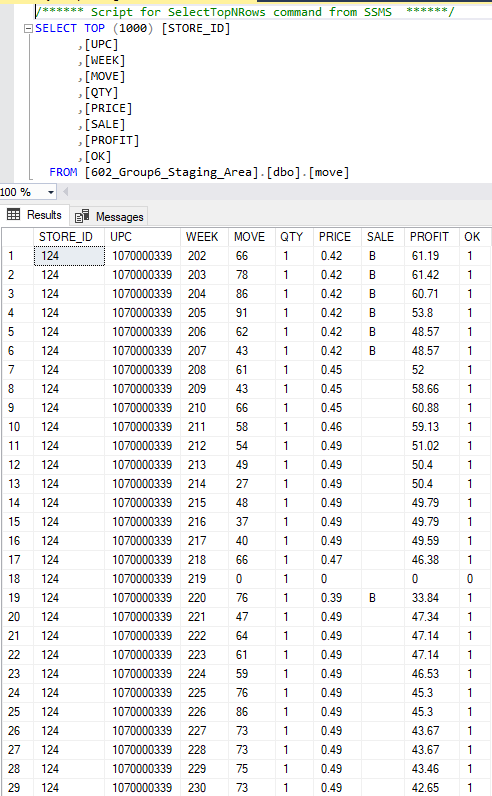 /****** Script for SelectTopNRows command from SSMS ******/
SELECT TOP (1000) [STORE_ID]
,[UPC]
,[WEEK]
,[MOVE]
,[QTY]
,[PRICE]
,[SALE]
,[PROFIT]
,[OK]
FROM [602_Group6_Staging_Area].[dbo].[move]
100 %
Results Messages
STORE_ID UPC WEEK MOVE QTY PRICE SALE PROFIT OK
1 124 1070000339 202 66 1 0.42 B 61.19 1
2 124 1070000339 203 78 1 0.42 B 61.42 1
3 124 1070000339 204 86 1 0.42 B 60.71 1
4 124 1070000339 205 91 1 0.42 B 53.8 1
5 124 1070000339 206 62 1 0.42 B 48.57 1
6 124 1070000339 207 43 1 0.42 B 48.57 1
7 124 1070000339 208 61 1 0.45 52 1
8 124 1070000339 209 43 1 0.45 58.66 1
9 124 1070000339 210 66 1 0.45 60.88 1
10 124 1070000339 211 58 1 0.46 59.13 1
11 124 1070000339 212 54 1 0.49 51.02 1
12 124 1070000339 213 49 1 0.49 50.4 1
13 124 1070000339 214 27 1 0.49 50.4 1
14 124 1070000339 215 48 1 0.49 49.79 1
15 124 1070000339 216 37 1 0.49 49.79 1
16 124 1070000339 217 40 1 0.49 49.59 1
17 124 1070000339 218 66 1 0.47 46.38 1
18 124 1070000339 219 0 1 0 0 0
19 124 1070000339 220 76 1 0.39 B 33.84 1
20 124 1070000339 221 47 1 0.49 47.34 1
21 124 1070000339 222 64 1 0.49 47.14 1
22 124 1070000339 223 61 1 0.49 47.14 1
23 124 1070000339 224 59 1 0.49 46.53 1
24 124 1070000339 225 76 1 0.49 45.3 1
25 124 1070000339 226 86 1 0.49 45.3 1
26 124 1070000339 227 73 1 0.49 43.67 1
27 124 1070000339 228 73 1 0.49 43.67 1
28 124 1070000339 229 75 1 0.49 43.46 1
29 124 1070000339 230 73 1 0.49 42.65 1